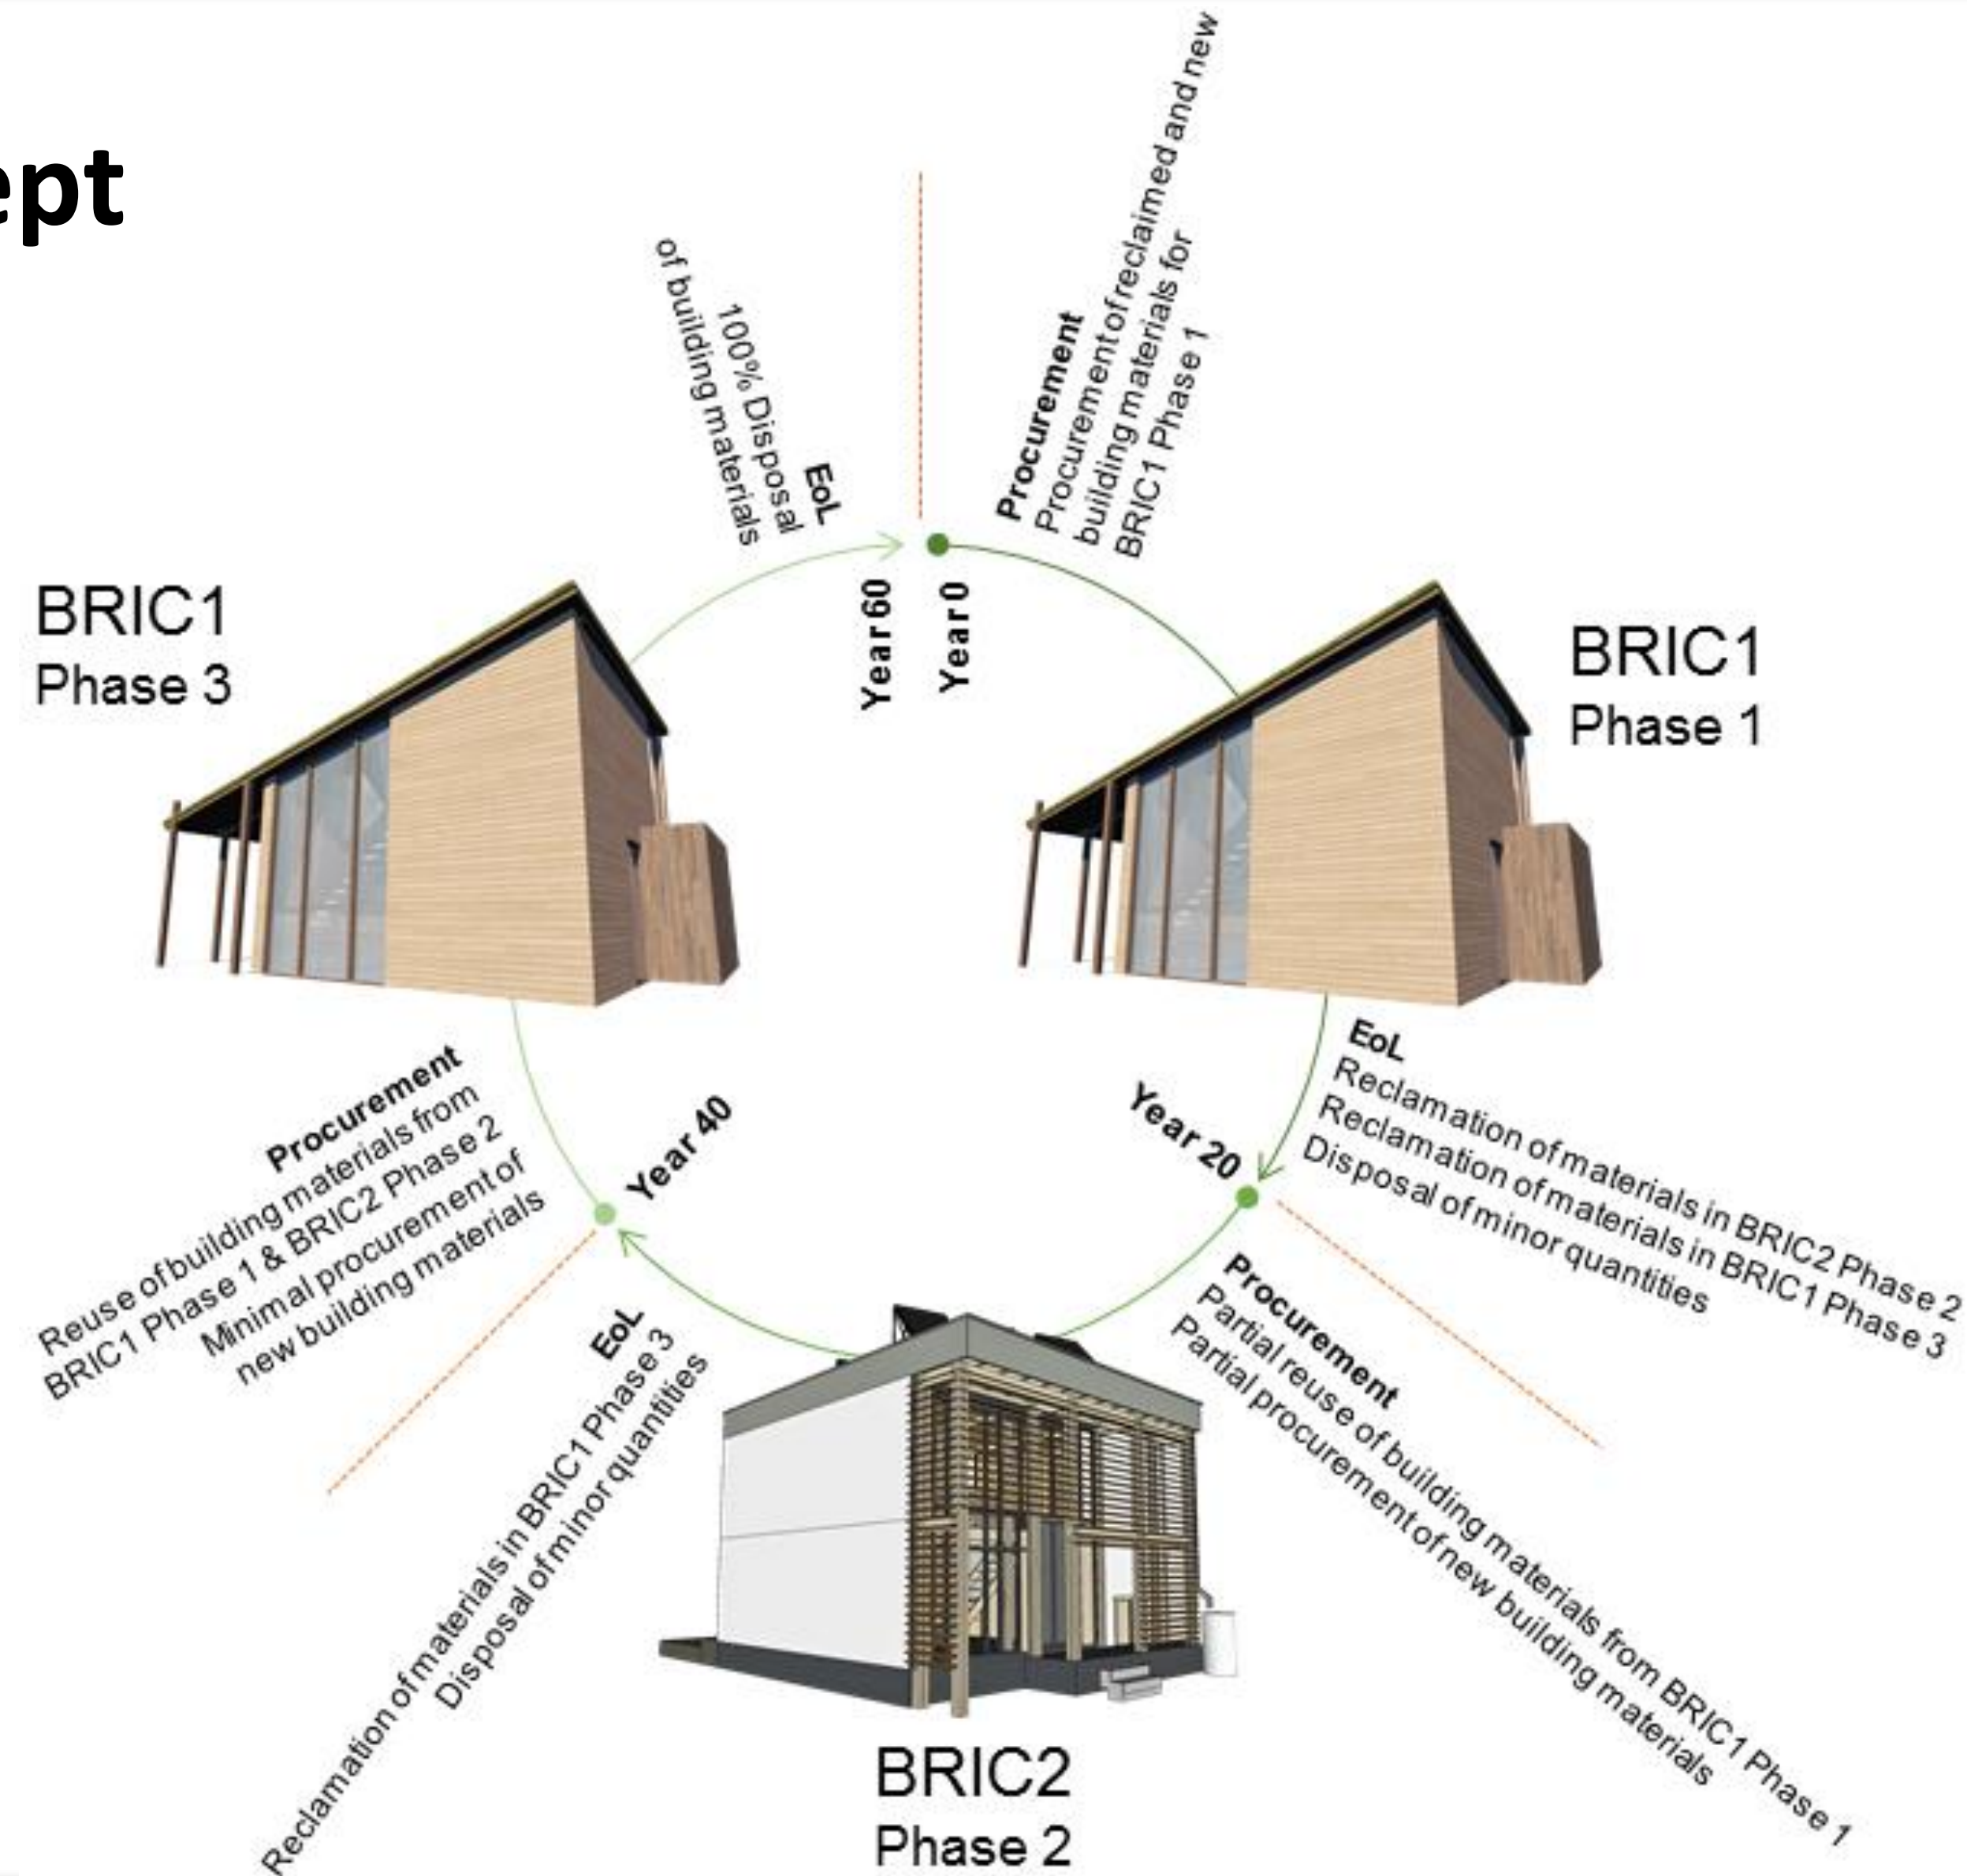 ept
Procurement
Procurement of reclaimed and new
building materials for
BRIC1 Phase 1
Year 0
BRIC1
Phase 1
EoL
Reclamation of materials in BRIC2 Phase 2
Reclamation of materials in BRIC1 Phase 3
Disposal of minor quantities
Year 20
Procurement
Partial reuse of building materials from BRIC1 Phase 1
Partial procurement of new building materials
BRIC2
Phase 2
EoL
Reclamation of materials in BRIC1 Phase 3
Disposal of minor quantities
Year 40
Procurement
Reuse of building materials from
BRIC1 Phase 1 & BRIC2 Phase 2
Minimal procurement of
new building materials
BRIC1
Phase 3
EoL
100% Disposal
of building materials
Year 60